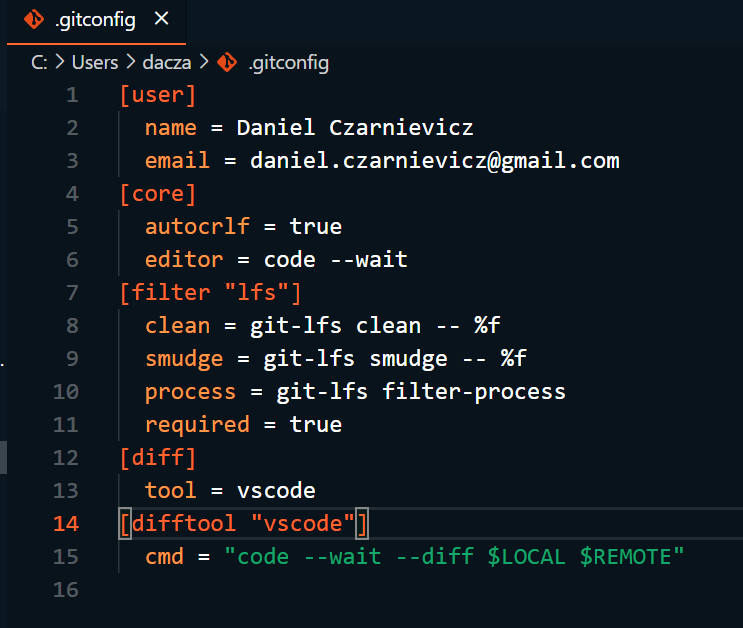 .gitconfig ×
C: > Users > dacza > .gitconfig
1 [user]
2 name = Daniel Czarnievicz
3 email = daniel.czarnievicz@gmail.com
4 [core]
5 autocrlf = true
6 editor = code --wait
7 [filter "lfs"]
8 clean = git-lfs clean -- %f
9 smudge = git-lfs smudge -- %f
10 process = git-lfs filter-process
11 required = true
12 [diff]
13 tool = vscode
14 [difftool "vscode"]
15 cmd = "code --wait --diff $LOCAL $REMOTE"
16